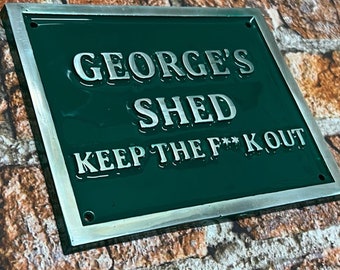 GEORGE'S
SHED
KEEP THE F**K OUT